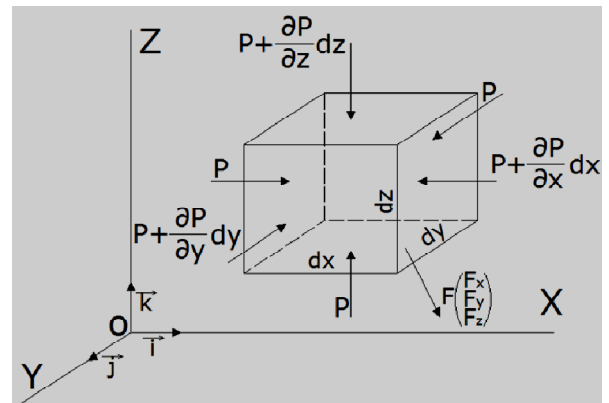 Z
P+∂P/∂z dz
P
P
P+∂P/∂x dx
dz
P+∂P/∂y dy
dy
dx
P
F(Fx
Fy
Fz)
k
X
O
i
j
Y